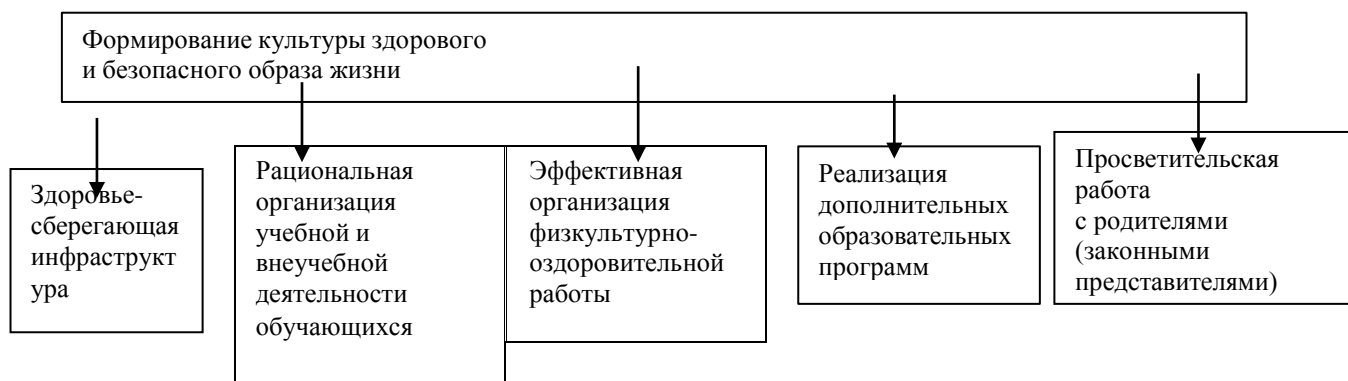 Формирование культуры здорового
и безопасного образа жизни
Здоровье-
сберегающая
инфраструкт
ура
Рациональная
организация
учебной и
внеучебной
деятельности
обучающихся
Эффективная
организация
физкультурно-
оздоровительной
работы
Реализация
дополнительных
образовательных
программ
Просветительская
работа
с родителями
(законными
представителями)